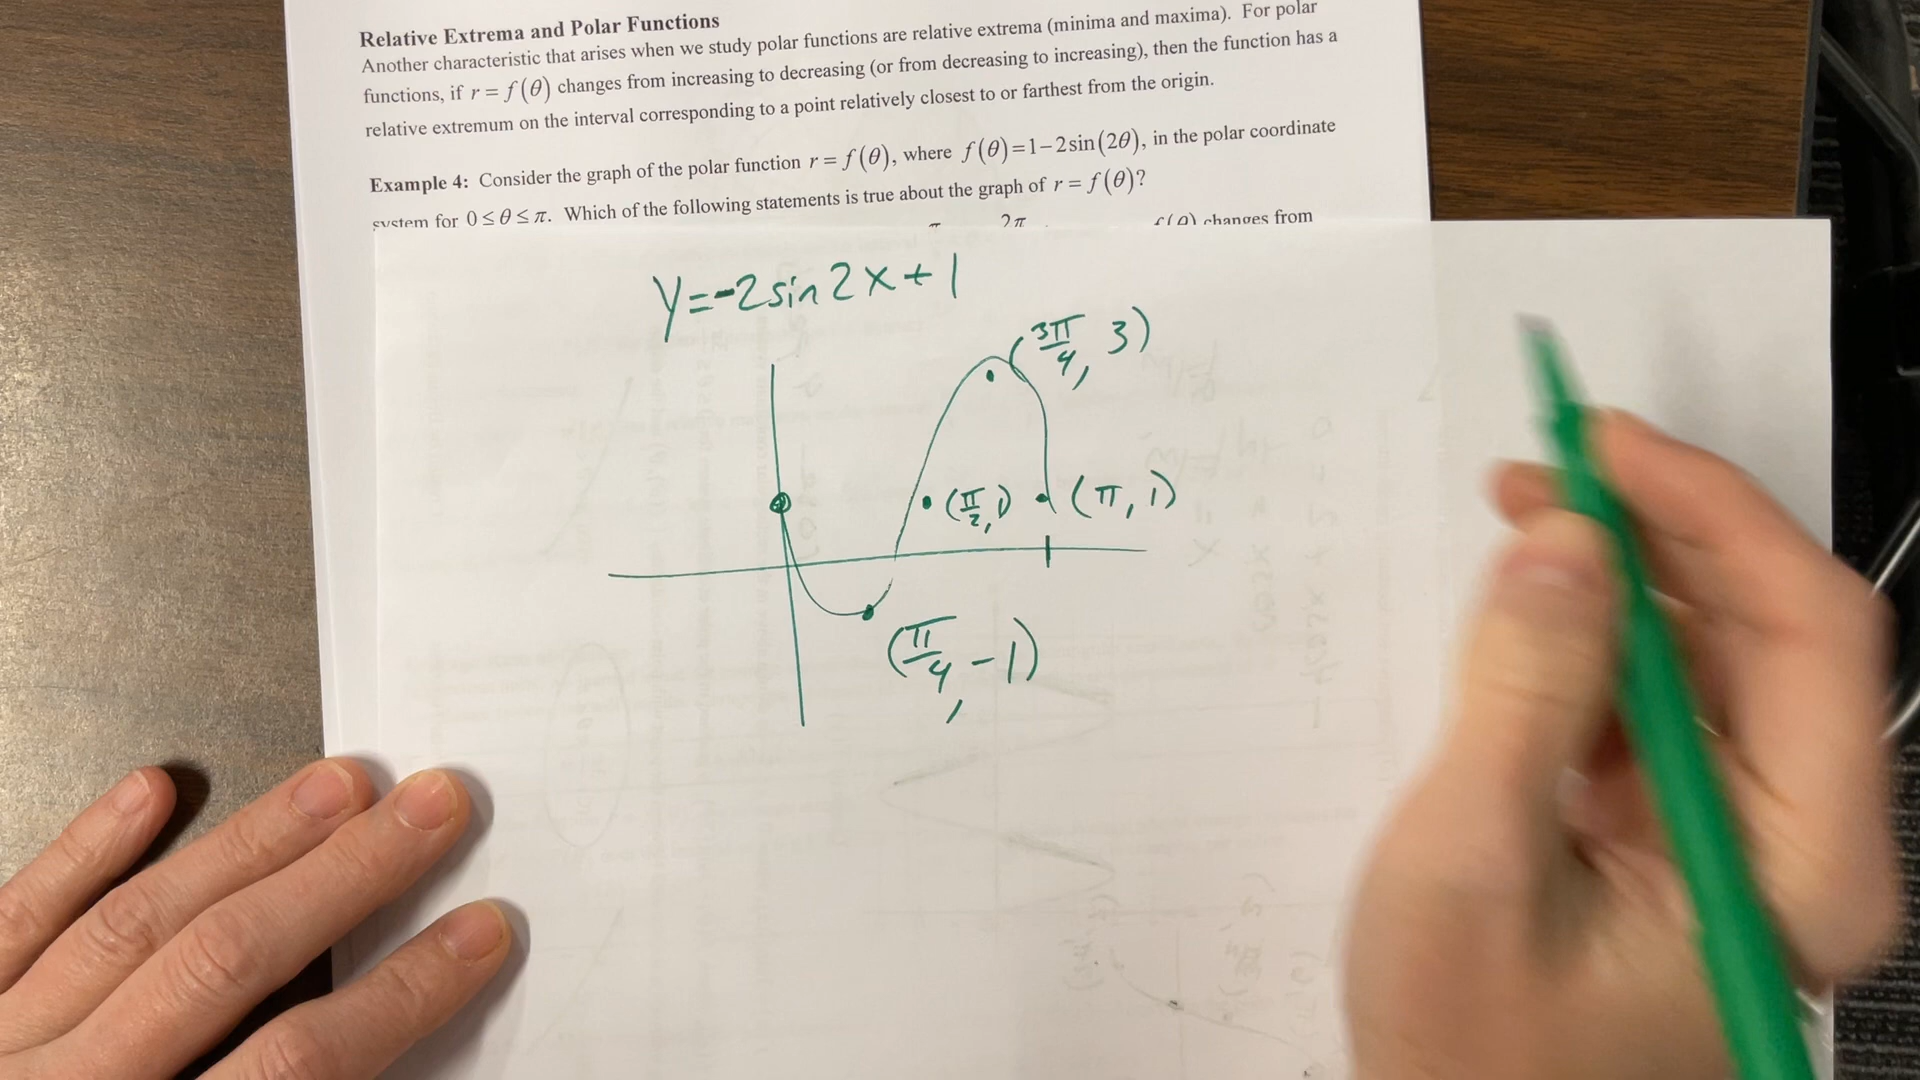 Relative Extrema and Polar Functions
Another characteristic that arises when we study polar functions are relative extrema (minima and maxima). For polar
functions, if r = f(θ) changes from increasing to decreasing (or from decreasing to increasing), then the function has a
relative extremum on the interval corresponding to a point relatively closest to or farthest from the origin.
Example 4: Consider the graph of the polar function r = f(θ), where f(θ)=1−2sin(2θ), in the polar coordinate
system for 0≤θ≤π. Which of the following statements is true about the graph of r = f(θ)?
π 2π f(θ) changes from
y=-2sin2x+1
(3π/4, 3)
(π/2, 1) (π, 1)
(π/4, -1)